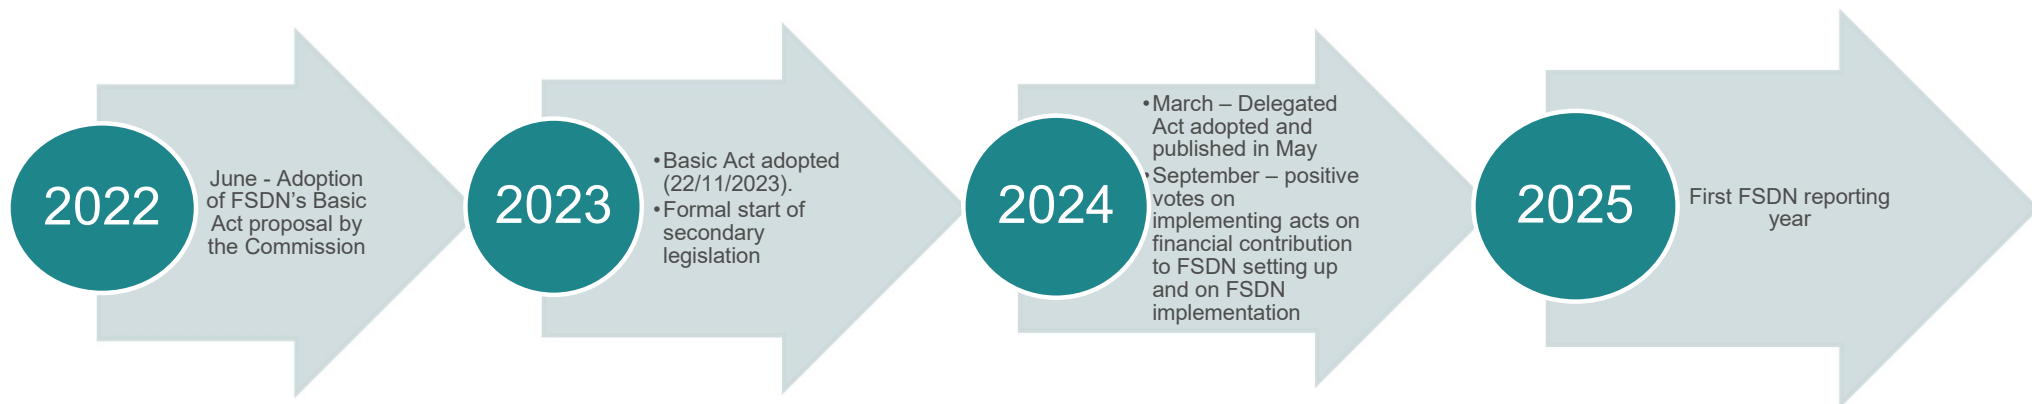 2022
June - Adoption
of FSDN's Basic
Act proposal by
the Commission
2023
•Basic Act adopted
(22/11/2023).
•Formal start of
secondary
legislation
2024
•March – Delegated
Act adopted and
published in May
•September – positive
votes on
implementing acts on
financial contribution
to FSDN setting up
and on FSDN
implementation
2025
First FSDN reporting
year